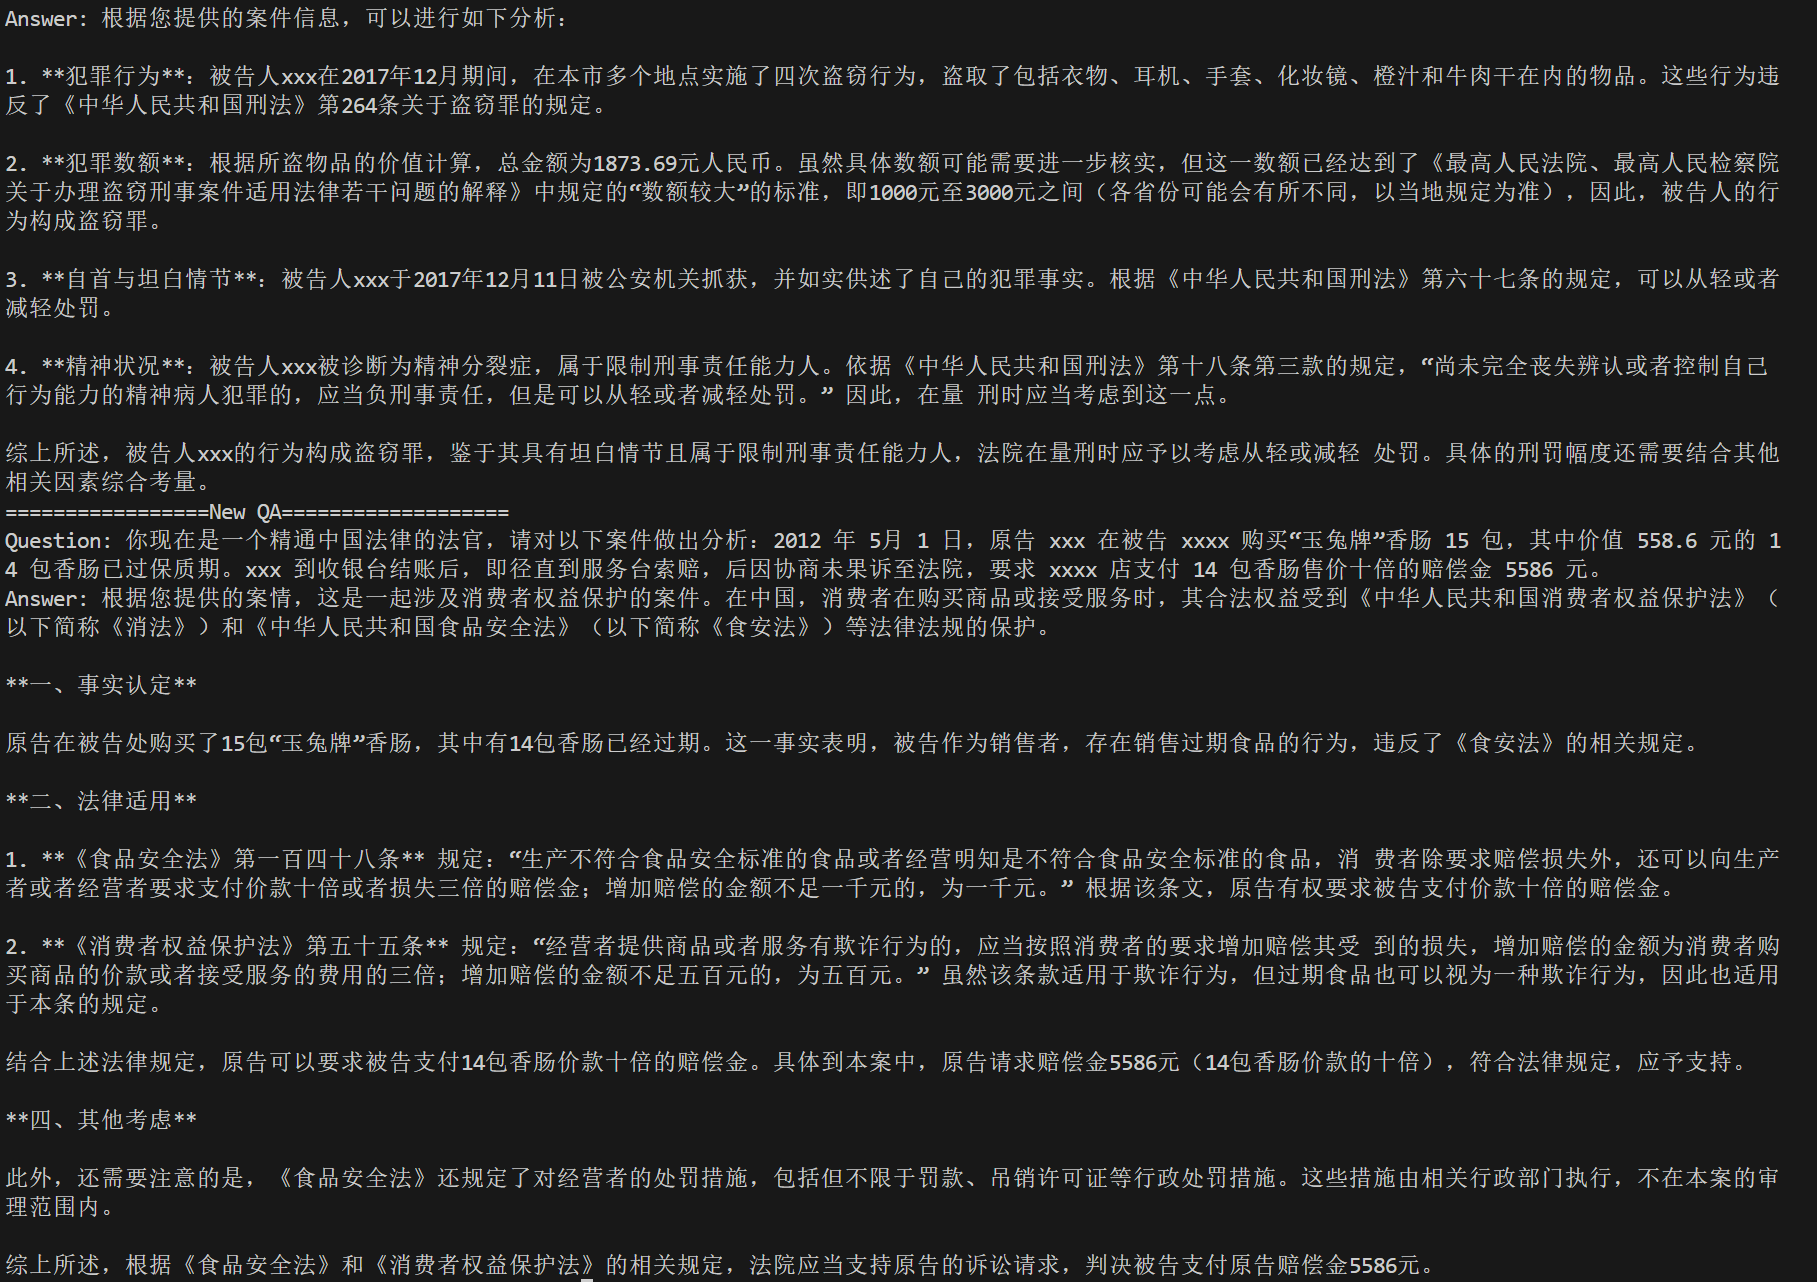 Answer: 根据您提供的案件信息，可以进行如下分析：
1. **犯罪行为**：被告人xxx在2017年12月期间，在本市多个地点实施了四次盗窃行为，盗取了包括衣物、耳机、手套、化妆镜、橙汁和牛肉干在内的物品。这些行为违
反了《中华人民共和国刑法》第264条关于盗窃罪的规定。
2. **犯罪数额**：根据所盗物品的价值计算，总金额为1873.69元人民币。虽然具体数额可能需要进一步核实，但这一数额已经达到了《最高人民法院、最高人民检察院
关于办理盗窃刑事案件适用法律若干问题的解释》中规定的“数额较大”的标准，即1000元至3000元之间（各省份可能会有所不同，以当地规定为准），因此，被告人的行
为构成盗窃罪。
3. **自首与坦白情节**：被告人xxx于2017年12月11日被公安机关抓获，并如实供述了自己的犯罪事实。根据《中华人民共和国刑法》第六十七条的规定，可以从轻或者
减轻处罚。
4. **精神状况**：被告人xxx被诊断为精神分裂症，属于限制刑事责任能力人。依据《中华人民共和国刑法》第十八条第三款的规定，“尚未完全丧失辨认或者控制自己
行为能力的精神病人犯罪的，应当负刑事责任，但是可以从轻或者减轻处罚。” 因此，在量 刑时应当考虑到这一点。
综上所述，被告人xxx的行为构成盗窃罪，鉴于其具有坦白情节且属于限制刑事责任能力人，法院在量刑时应予以考虑从轻或减轻 处罚。具体的刑罚幅度还需要结合其他
相关因素综合考量。
=================New QA===================
Question: 你现在是一个精通中国法律的法官，请对以下案件做出分析：2012 年 5月 1 日，原告 xxx 在被告 xxxx 购买“玉兔牌”香肠 15 包，其中价值 558.6 元的 1
4 包香肠已过保质期。xxx 到收银台结账后，即径直到服务台索赔，后因协商未果诉至法院，要求 xxxx 店支付 14 包香肠售价十倍的赔偿金 5586 元。
Answer: 根据您提供的案情，这是一起涉及消费者权益保护的案件。在中国，消费者在购买商品或接受服务时，其合法权益受到《中华人民共和国消费者权益保护法》（
以下简称《消法》）和《中华人民共和国食品安全法》（以下简称《食安法》）等法律法规的保护。
**一、事实认定**
原告在被告处购买了15包“玉兔牌”香肠，其中有14包香肠已经过期。这一事实表明，被告作为销售者，存在销售过期食品的行为，违反了《食安法》的相关规定。
**二、法律适用**
1. **《食品安全法》第一百四十八条** 规定：“生产不符合食品安全标准的食品或者经营明知是不符合食品安全标准的食品，消 费者除要求赔偿损失外，还可以向生产
者或者经营者要求支付价款十倍或者损失三倍的赔偿金；增加赔偿的金额不足一千元的，为一千元。” 根据该条文，原告有权要求被告支付价款十倍的赔偿金。
2. **《消费者权益保护法》第五十五条** 规定：“经营者提供商品或者服务有欺诈行为的，应当按照消费者的要求增加赔偿其受 到的损失，增加赔偿的金额为消费者购
买商品的价款或者接受服务的费用的三倍；增加赔偿的金额不足五百元的，为五百元。” 虽然该条款适用于欺诈行为，但过期食品也可以视为一种欺诈行为，因此也适用
于本条的规定。
结合上述法律规定，原告可以要求被告支付14包香肠价款十倍的赔偿金。具体到本案中，原告请求赔偿金5586元（14包香肠价款的十倍），符合法律规定，应予支持。
**四、其他考虑**
此外，还需要注意的是，《食品安全法》还规定了对经营者的处罚措施，包括但不限于罚款、吊销许可证等行政处罚措施。这些措施由相关行政部门执行，不在本案的审
理范围内。
综上所述，根据《食品安全法》和《消费者权益保护法》的相关规定，法院应当支持原告的诉讼请求，判决被告支付原告赔偿金5586元。